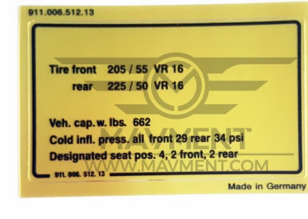 911.006.512.13
Tire front 205 / 55 VR 16
rear 225 / 50 VR 16
MAVMENT
Veh. cap. w. lbs. 662
Cold infl. press. all front 29 rear 34 psi
Designated seat pos. 4, 2 front, 2 rear
WWW.MAVMENT.COM
911. 006. 512. 13
Made in Germany